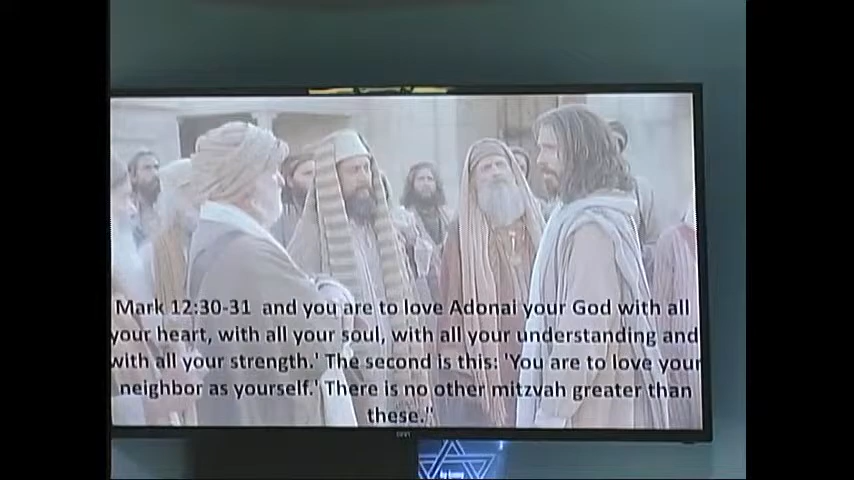 Mark 12:30-31 and you are to love Adonai your God with all
your heart, with all your soul, with all your understanding and
with all your strength.' The second is this: 'You are to love your
neighbor as yourself.' There is no other mitzvah greater than
these."